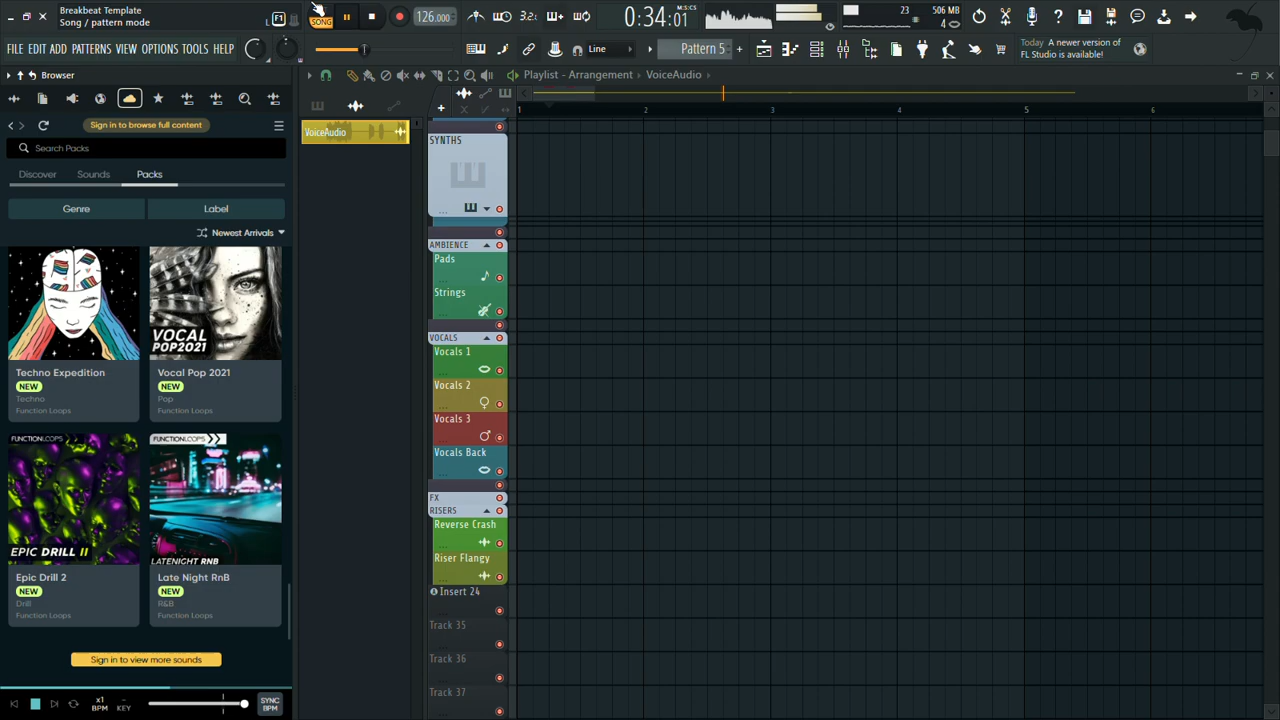 Breakbeat Template
Song / pattern mode
F1
SONG
126.000
3.2.
0:34:01
M:S:CS
23
506 MB
4
FILE EDIT ADD PATTERNS VIEW OPTIONS TOOLS HELP
Line
Pattern 5
Today A newer version of
FL Studio is available!
Browser
Playlist - Arrangement
VoiceAudio
Sign in to browse full content
Search Packs
Discover
Sounds
Packs
Genre
Label
Newest Arrivals
VOCAL
POP2021
Techno Expedition
NEW
Techno
Function Loops
Vocal Pop 2021
NEW
Pop
Function Loops
FUNCTIONLOOPS
EPIC DRILL II
FUNCTIONLOOPS
LATENIGHT RNB
Epic Drill 2
NEW
Drill
Function Loops
Late Night RnB
NEW
R&B
Function Loops
Sign in to view more sounds
x1
BPM
-
KEY
SYNC
BPM
VoiceAudio
1 2 3 4 5 6
SYNTHS
AMBIENCE
Pads
Strings
VOCALS
Vocals 1
Vocals 2
Vocals 3
Vocals Back
FX
RISERS
Reverse Crash
Riser Flangy
Insert 24
Track 35
Track 36
Track 37